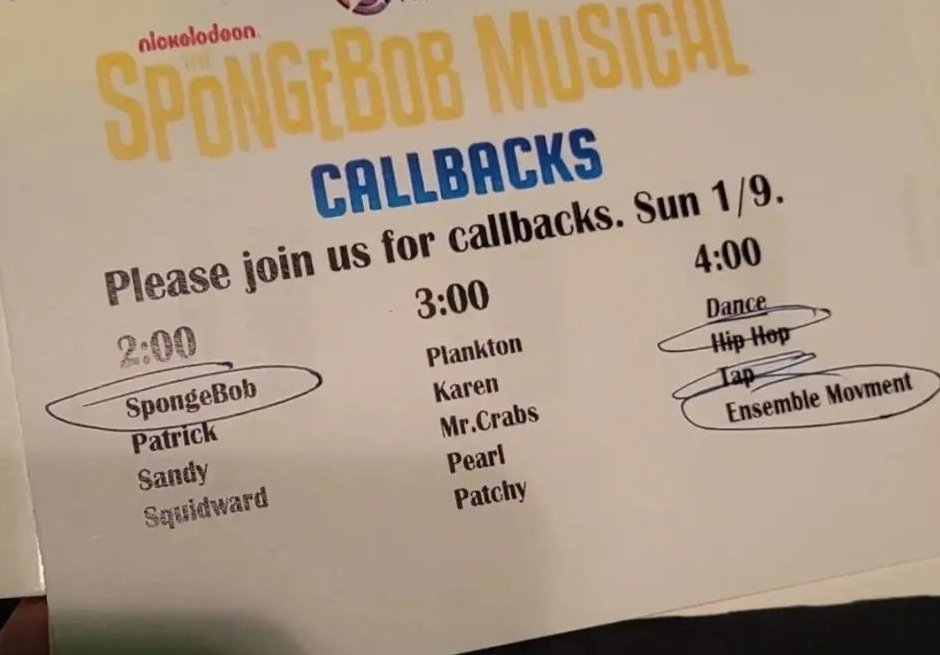 nickelodeon
THE
SPONGEBOB MUSICAL
CALLBACKS
Please join us for callbacks. Sun 1/9.
2:00
SpongeBob
Patrick
Sandy
Squidward
3:00
Plankton
Karen
Mr.Crabs
Pearl
Patchy
4:00
Dance
Hip Hop
Tap
Ensemble Movment